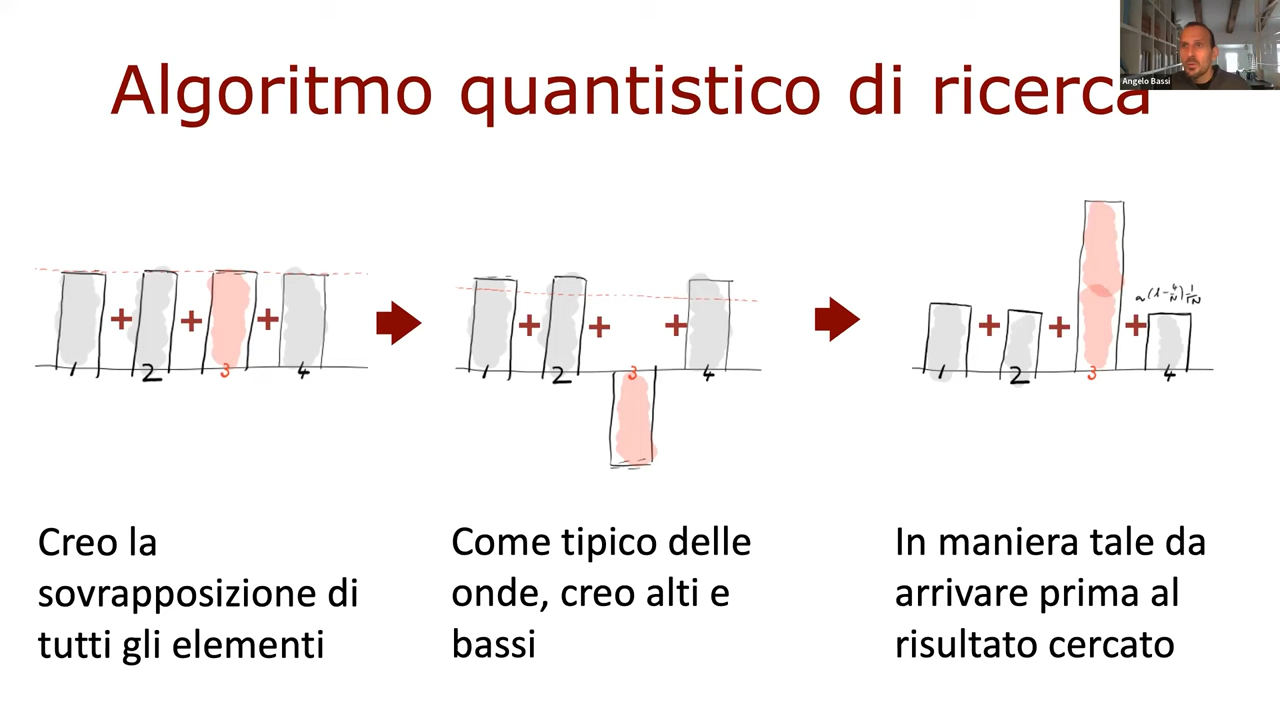 Algoritmo quantistico di ricerca
Angelo Bassi
1 + 2 + 3 + 4
1 + 2 + 3 + 4
1 + 2 + 3 + 4
Creo la
sovrapposizione di
tutti gli elementi
Come tipico delle
onde, creo alti e
bassi
In maniera tale da
arrivare prima al
risultato cercato